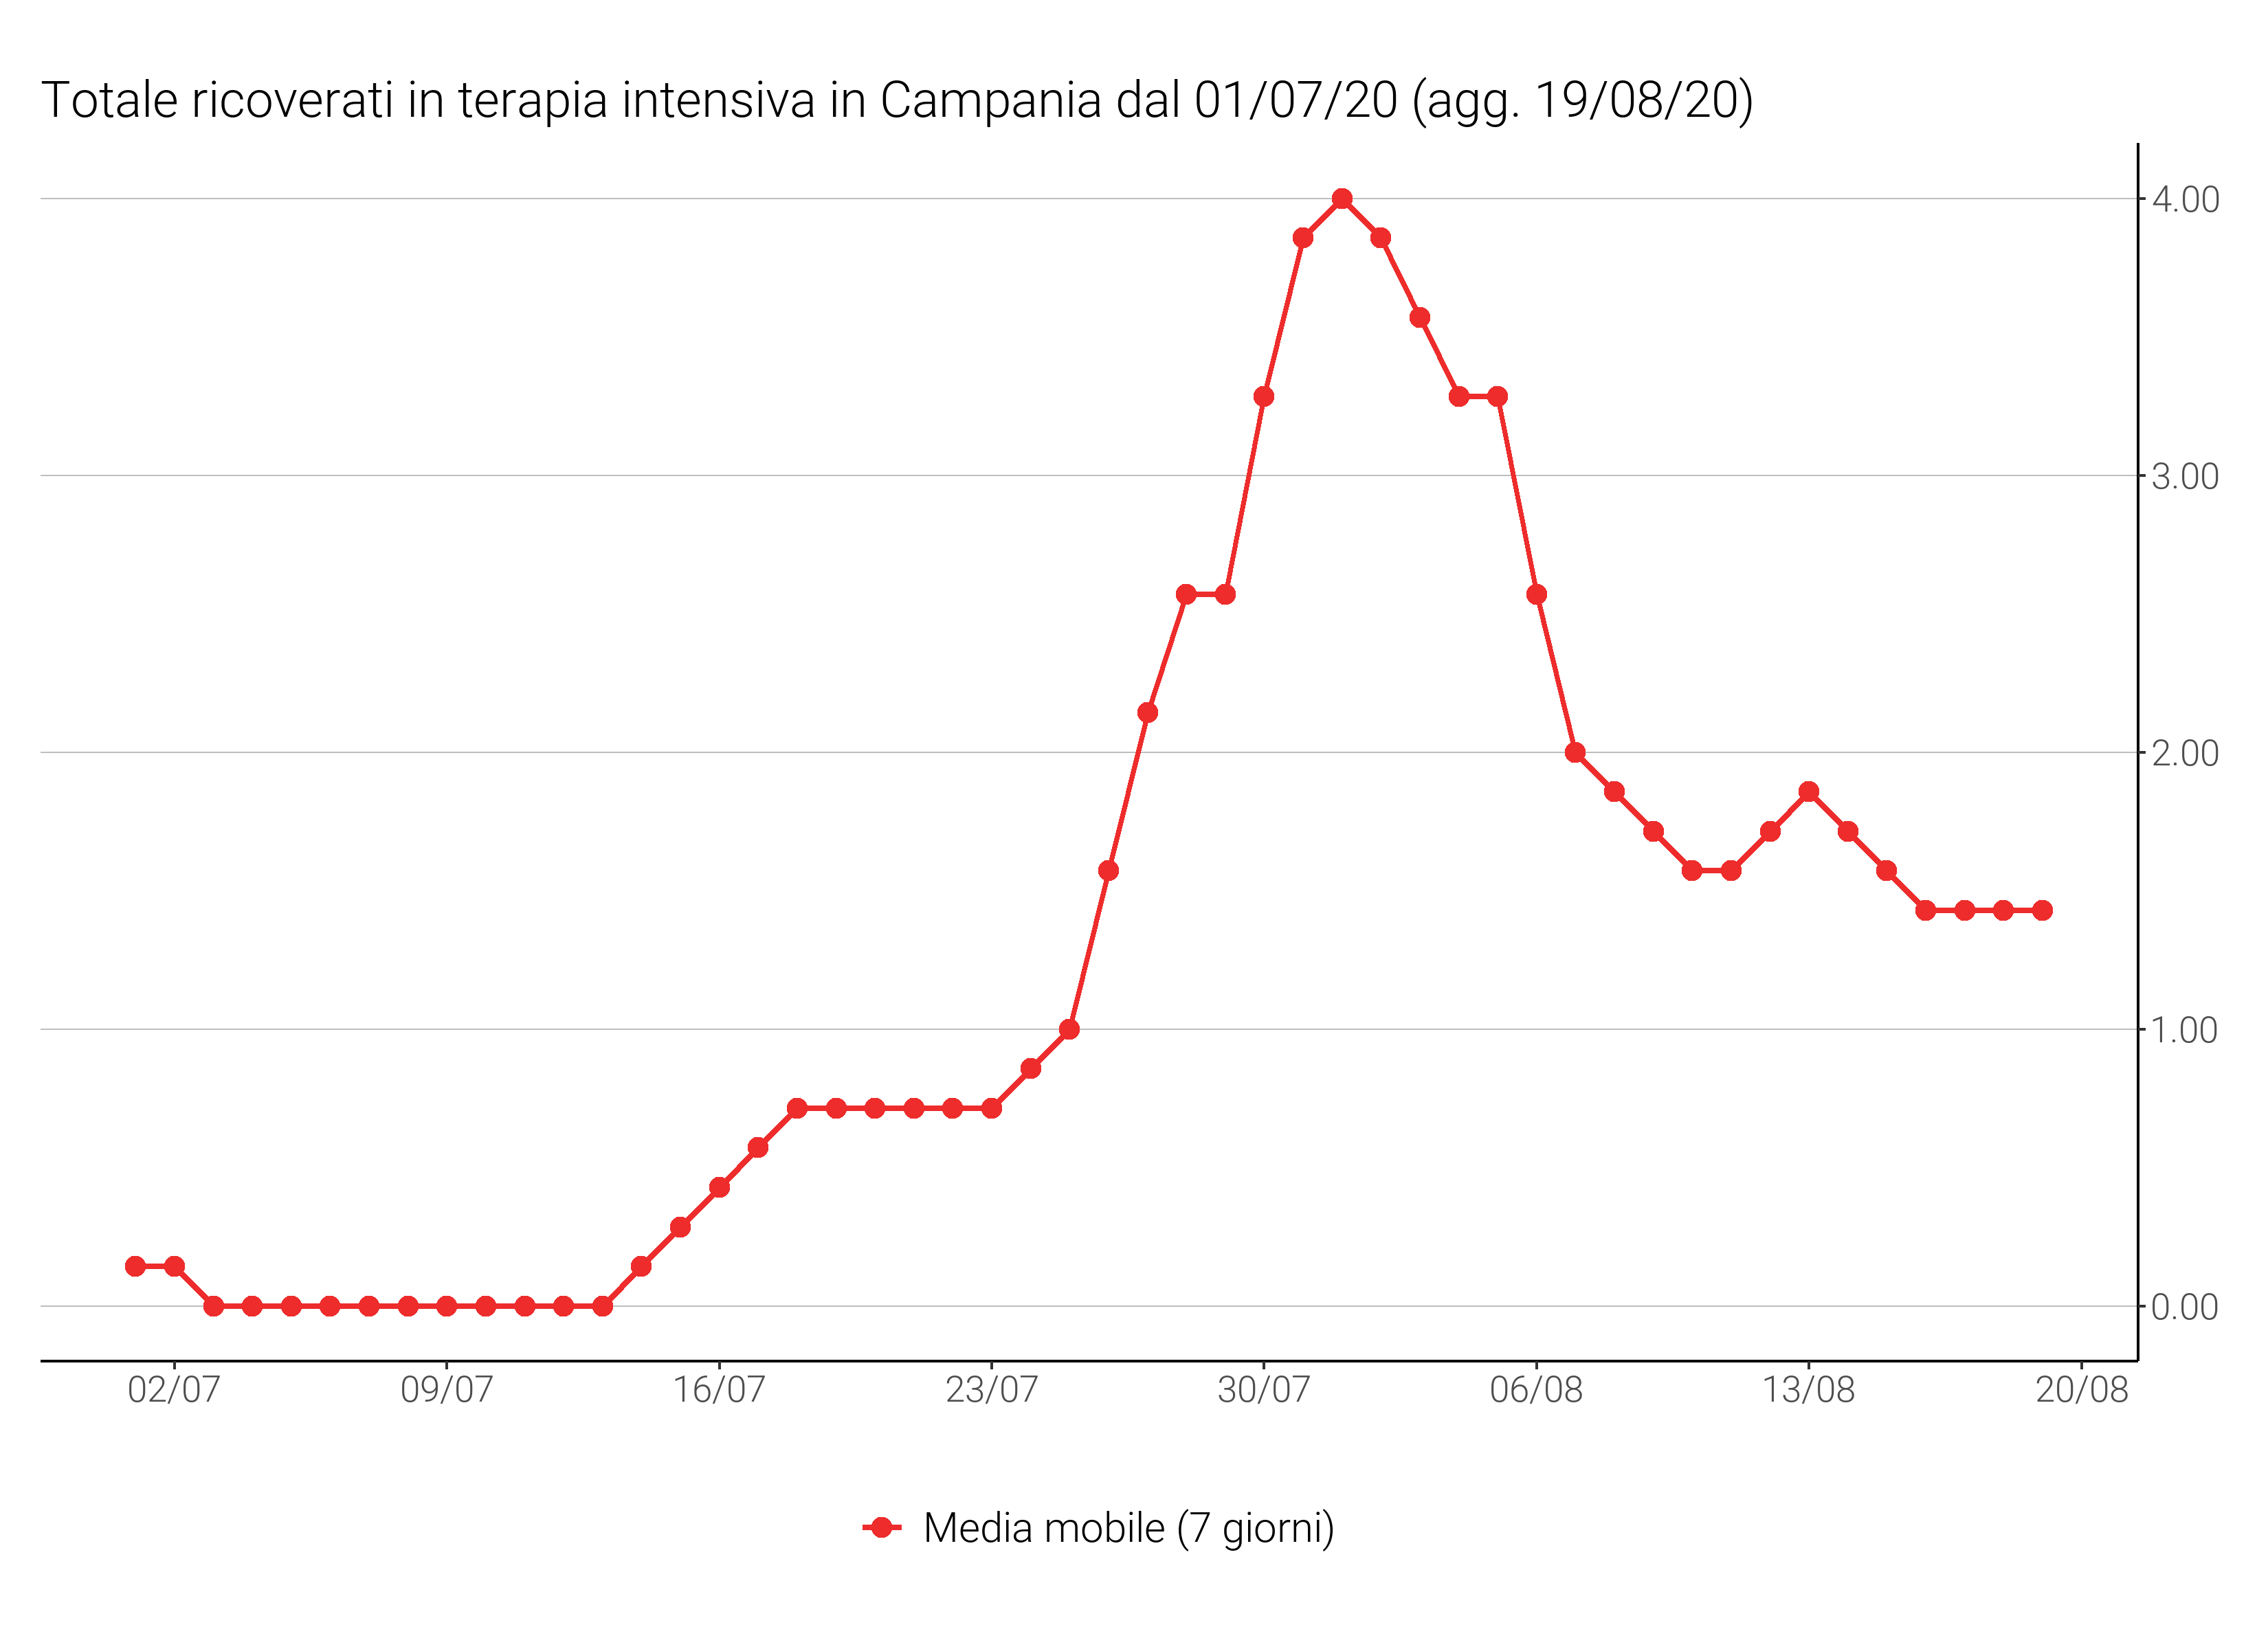 Totale ricoverati in terapia intensiva in Campania dal 01/07/20 (agg. 19/08/20)
4.00
3.00
2.00
1.00
0.00
02/07 09/07 16/07 23/07 30/07 06/08 13/08 20/08
Media mobile (7 giorni)